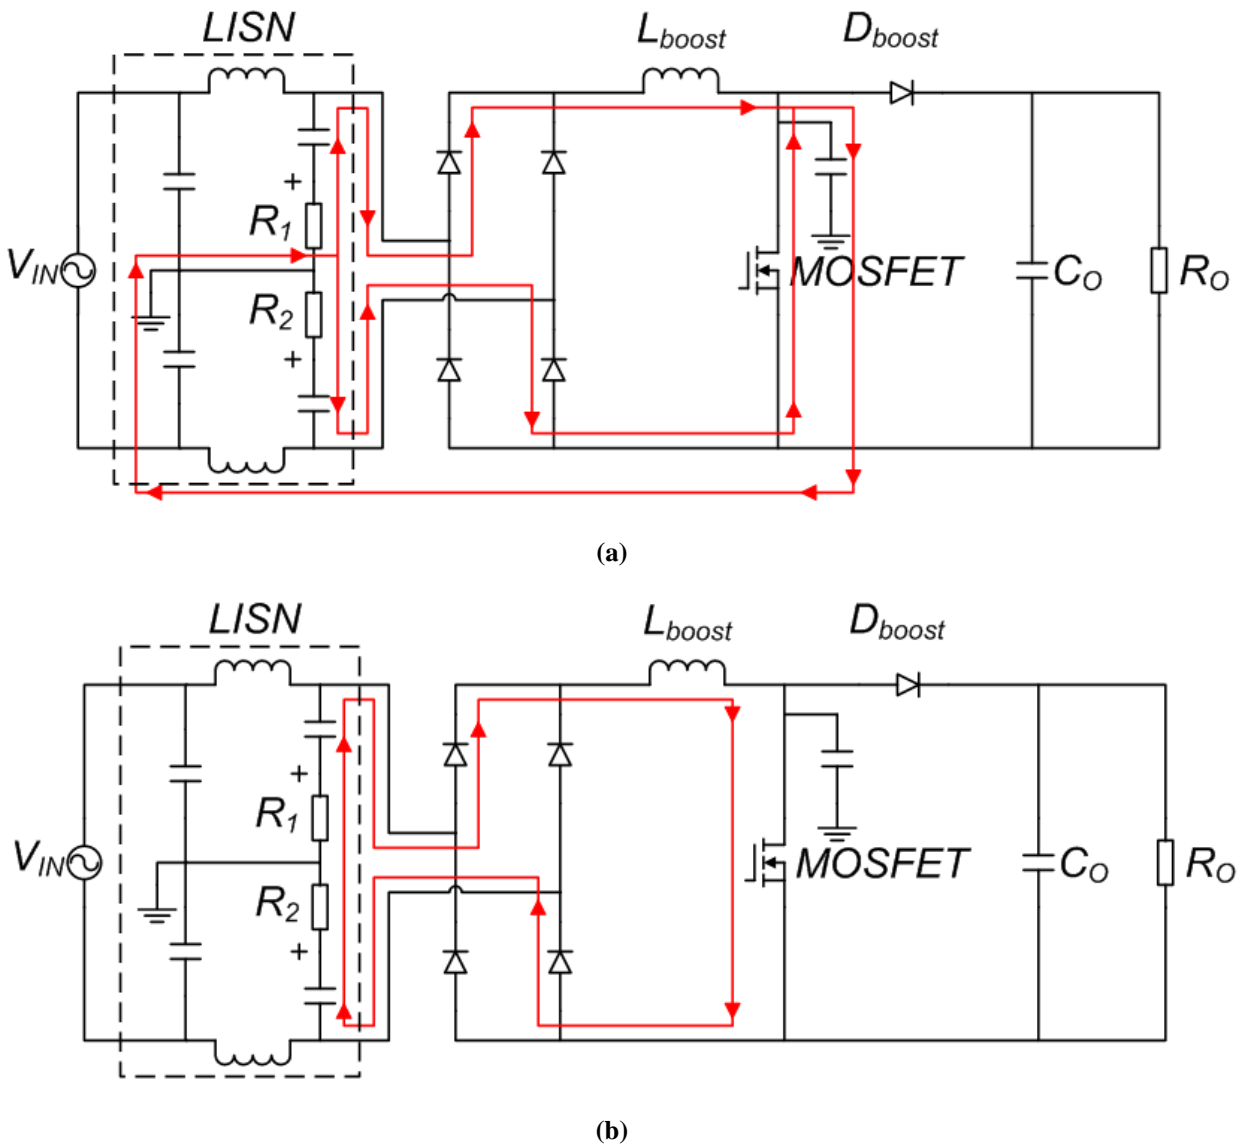 LISN
L_boost D_boost
+
R_1
V_IN
MOSFET C_O R_O
R_2
+
(a)
LISN
L_boost D_boost
+
R_1
V_IN
MOSFET C_O R_O
R_2
+
(b)